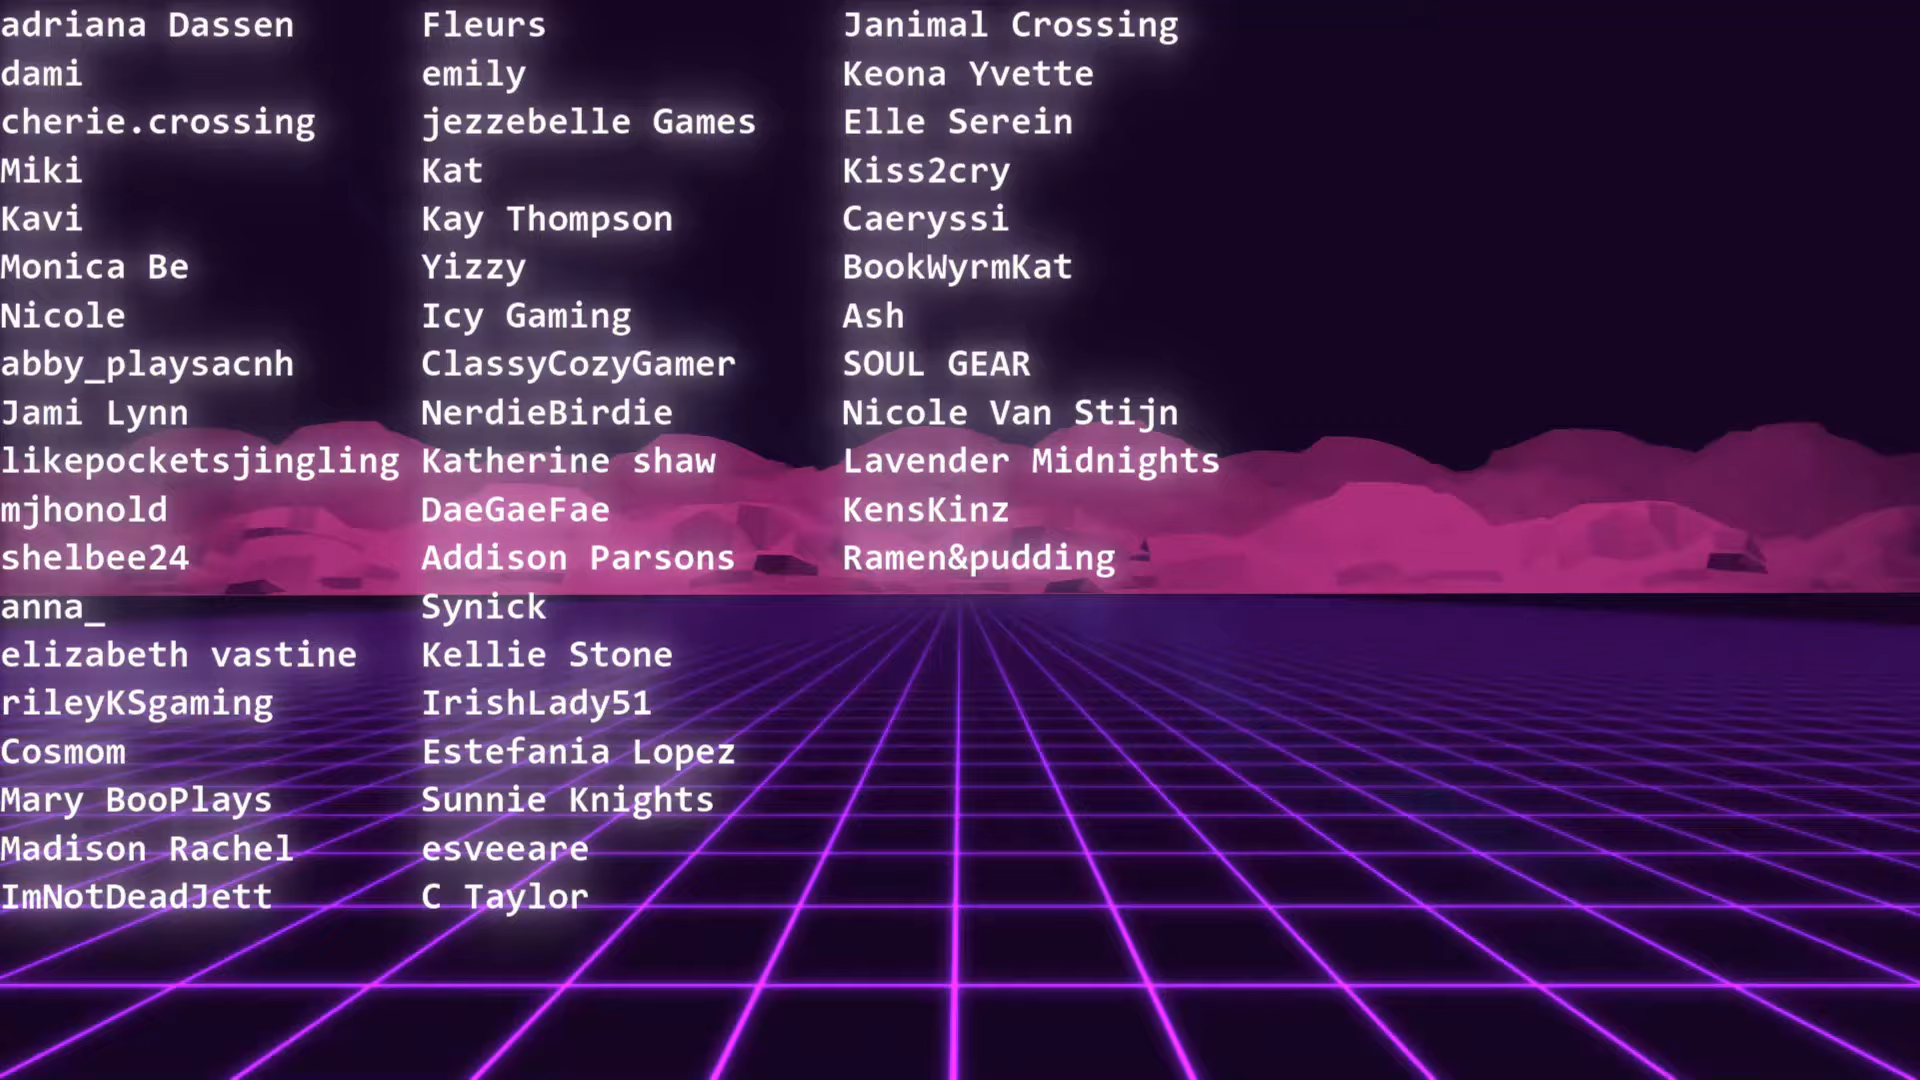 adriana Dassen
dami
cherie.crossing
Miki
Kavi
Monica Be
Nicole
abby_playsacnh
Jami Lynn
likepocketsjingling
mjhonold
shelbee24
anna_
elizabeth vastine
rileyKSgaming
Cosmom
Mary BooPlays
Madison Rachel
ImNotDeadJett
Fleurs
emily
jezzebelle Games
Kat
Kay Thompson
Yizzy
Icy Gaming
ClassyCozyGamer
NerdieBirdie
Katherine shaw
DaeGaeFae
Addison Parsons
Synick
Kellie Stone
IrishLady51
Estefania Lopez
Sunnie Knights
esveeare
C Taylor
Janimal Crossing
Keona Yvette
Elle Serein
Kiss2cry
Caeryssi
BookWyrmKat
Ash
SOUL GEAR
Nicole Van Stijn
Lavender Midnights
KensKinz
Ramen&pudding